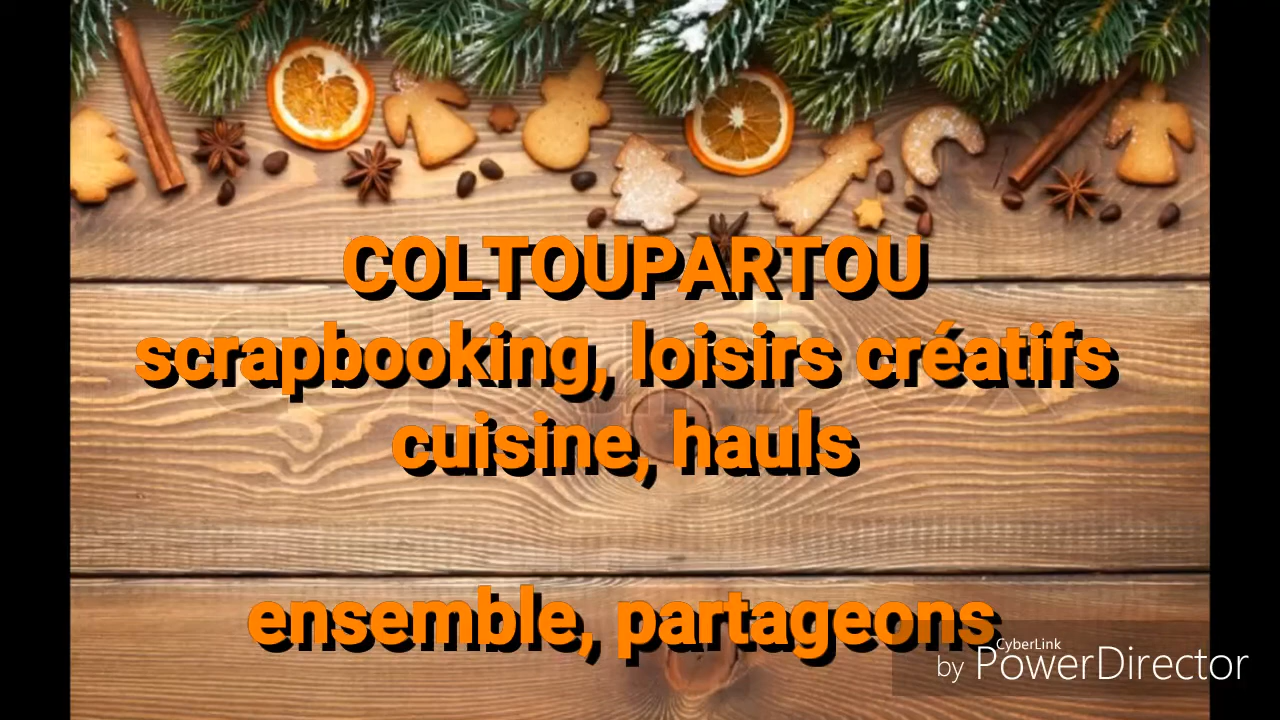 COLTOUPARTOU
scrapbooking, loisirs créatifs
cuisine, hauls
ensemble, partageons
CyberLink
by PowerDirector